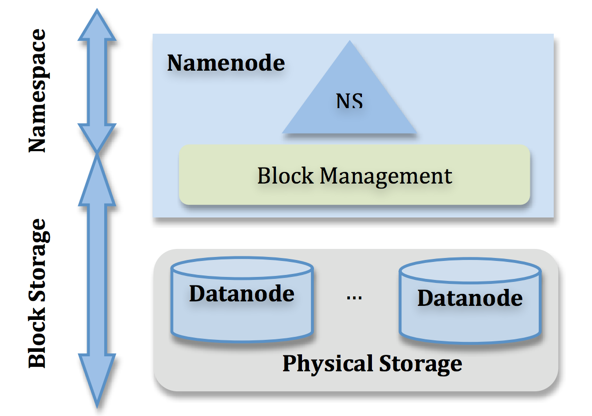 Namespace
Namenode
NS
Block Management
Block Storage
Datanode
...
Datanode
Physical Storage